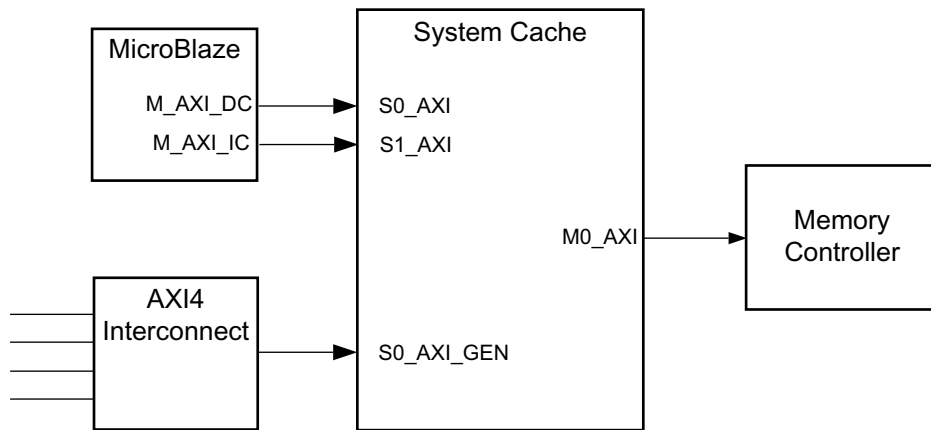 System Cache
MicroBlaze
M_AXI_DC
S0_AXI
M_AXI_IC
S1_AXI
M0_AXI
Memory
Controller
AXI4
Interconnect
S0_AXI_GEN